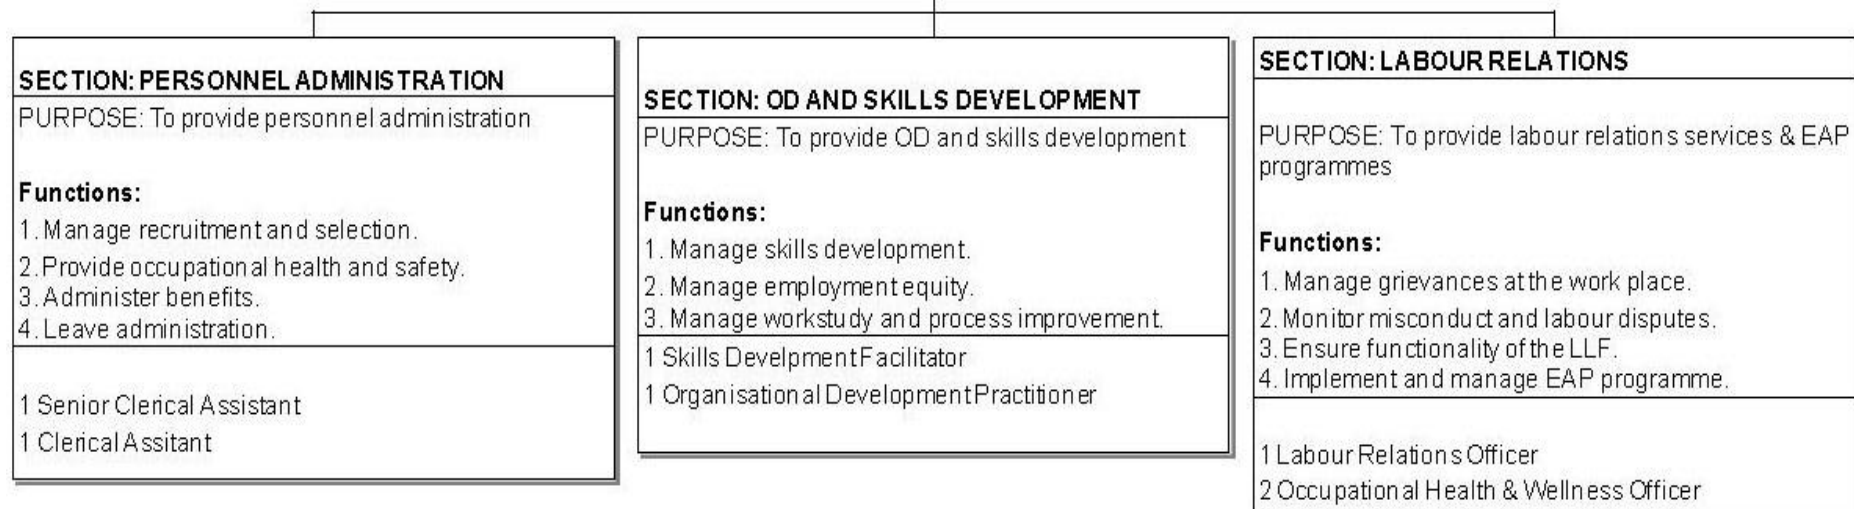 SECTION: PERSONNEL ADMINISTRATION
PURPOSE: To provide personnel administration
Functions:
1. Manage recruitment and selection.
2. Provide occupational health and safety.
3. Administer benefits.
4. Leave administration.
1 Senior Clerical Assistant
1 Clerical Assitant
SECTION: OD AND SKILLS DEVELOPMENT
PURPOSE: To provide OD and skills development
Functions:
1. Manage skills development.
2. Manage employment equity.
3. Manage workstudy and process improvement.
1 Skills Develpment Facilitator
1 Organisational Development Practitioner
SECTION: LABOUR RELATIONS
PURPOSE: To provide labour relations services & EAP
programmes
Functions:
1. Manage grievances at the work place.
2. Monitor misconduct and labour disputes.
3. Ensure functionality of the LLF.
4. Implement and manage EAP programme.
1 Labour Relations Officer
2 Occupational Health & Wellness Officer